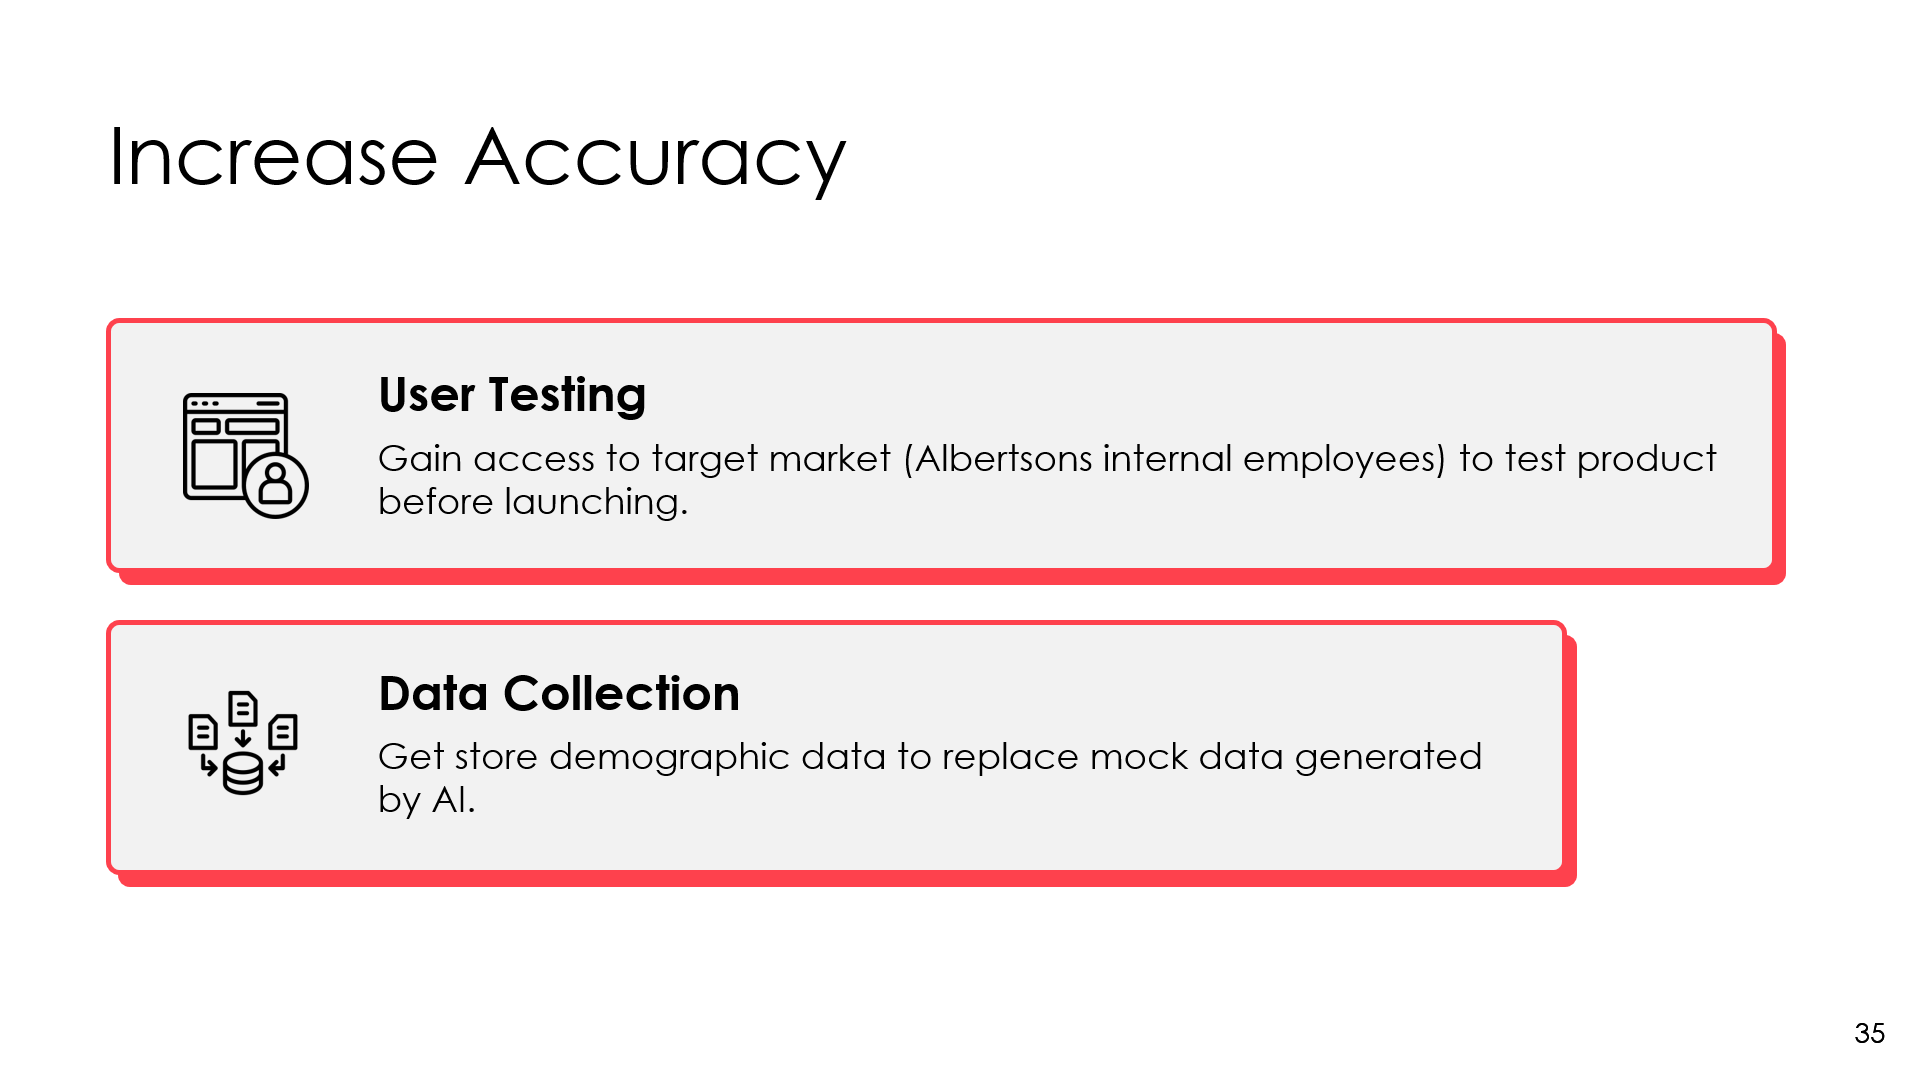 Increase Accuracy
User Testing
Gain access to target market (Albertsons internal employees) to test product
before launching.
Data Collection
Get store demographic data to replace mock data generated
by AI.
35